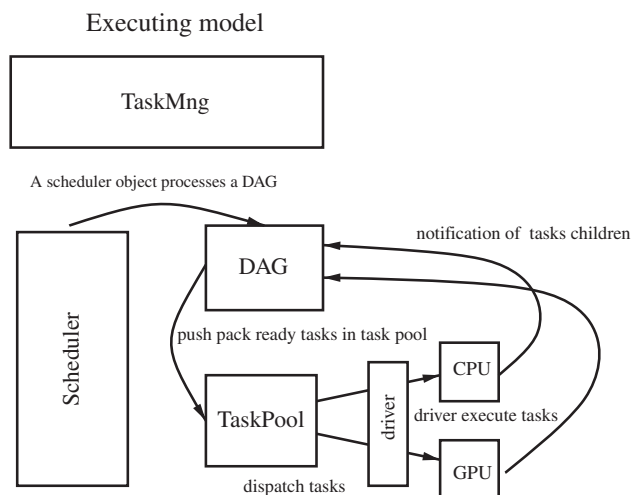 Executing model
TaskMng
A scheduler object processes a DAG
notification of tasks children
DAG
push pack ready tasks in task pool
Scheduler
TaskPool
driver
CPU
driver execute tasks
GPU
dispatch tasks